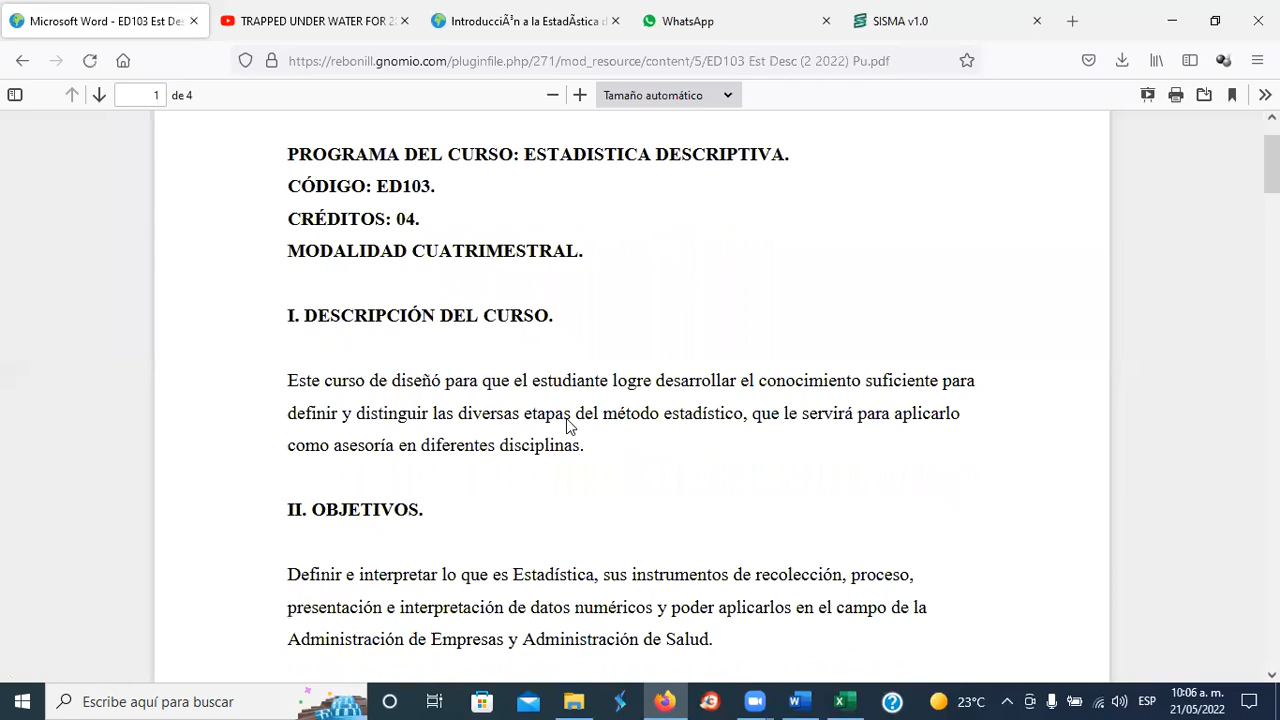 Microsoft Word - ED103 Est Des
TRAPPED UNDER WATER FOR 2
IntroducciÃ³n a la EstadÃ­stica d
WhatsApp
SISMA v1.0
https://rebonill.gnomio.com/pluginfile.php/271/mod_resource/content/5/ED103 Est Desc (2 2022) Pu.pdf
1 de 4
Tamaño automático
PROGRAMA DEL CURSO: ESTADISTICA DESCRIPTIVA.
CÓDIGO: ED103.
CRÉDITOS: 04.
MODALIDAD CUATRIMESTRAL.
I. DESCRIPCIÓN DEL CURSO.
Este curso de diseñó para que el estudiante logre desarrollar el conocimiento suficiente para
definir y distinguir las diversas etapas del método estadístico, que le servirá para aplicarlo
como asesoría en diferentes disciplinas.
II. OBJETIVOS.
Definir e interpretar lo que es Estadística, sus instrumentos de recolección, proceso,
presentación e interpretación de datos numéricos y poder aplicarlos en el campo de la
Administración de Empresas y Administración de Salud.
Escribe aquí para buscar
23°C
ESP
10:06 a. m.
21/05/2022